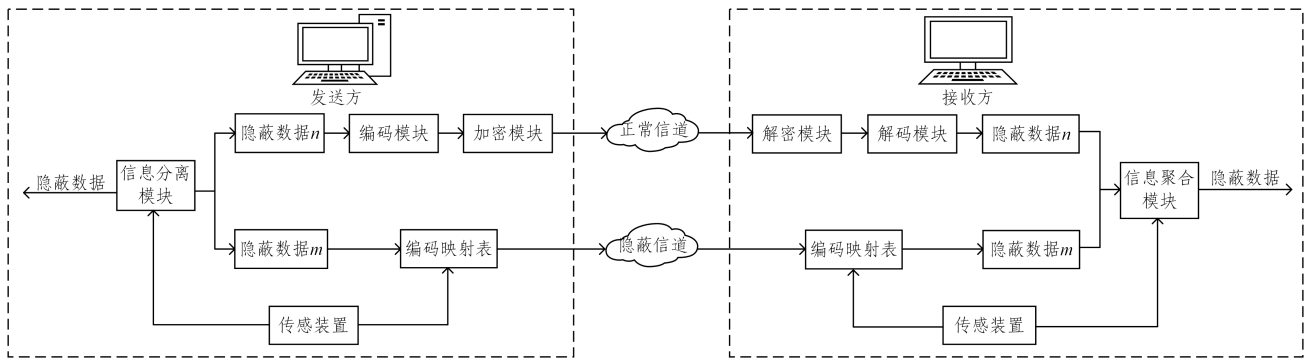 发送方
接收方
隐蔽数据n
编码模块
加密模块
正常信道
解密模块
解码模块
隐蔽数据n
隐蔽数据
信息分离
模块
信息聚合
模块
隐蔽数据
隐蔽数据m
编码映射表
隐蔽信道
编码映射表
隐蔽数据m
传感装置
传感装置